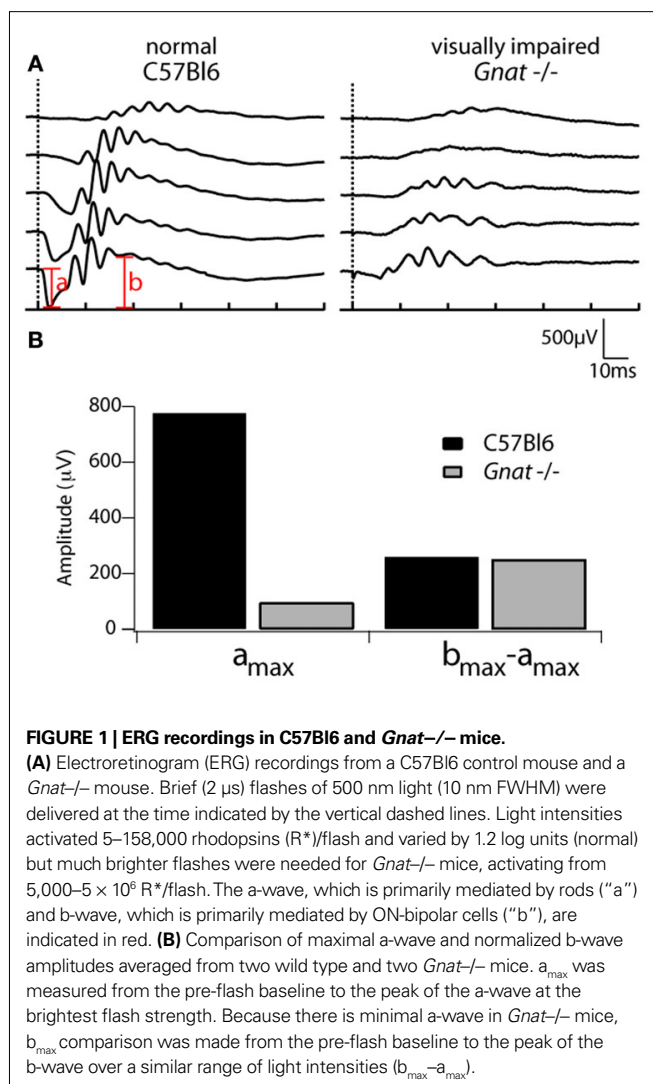 normal
C57Bl6
visually impaired
Gnat -/-
A
a
b
500µV
10ms
B
Amplitude (µV)
800
600
400
200
0
C57Bl6
Gnat -/-
amax
bmax-amax
FIGURE 1 | ERG recordings in C57Bl6 and Gnat–/– mice.
(A) Electroretinogram (ERG) recordings from a C57Bl6 control mouse and a
Gnat–/– mouse. Brief (2 µs) flashes of 500 nm light (10 nm FWHM) were
delivered at the time indicated by the vertical dashed lines. Light intensities
activated 5–158,000 rhodopsins (R*)/flash and varied by 1.2 log units (normal)
but much brighter flashes were needed for Gnat–/– mice, activating from
5,000–5 × 10⁶ R*/flash. The a-wave, which is primarily mediated by rods (“a”)
and b-wave, which is primarily mediated by ON-bipolar cells (“b”), are
indicated in red. (B) Comparison of maximal a-wave and normalized b-wave
amplitudes averaged from two wild type and two Gnat–/– mice. amax was
measured from the pre-flash baseline to the peak of the a-wave at the
brightest flash strength. Because there is minimal a-wave in Gnat–/– mice,
bmax comparison was made from the pre-flash baseline to the peak of the
b-wave over a similar range of light intensities (bmax–amax).